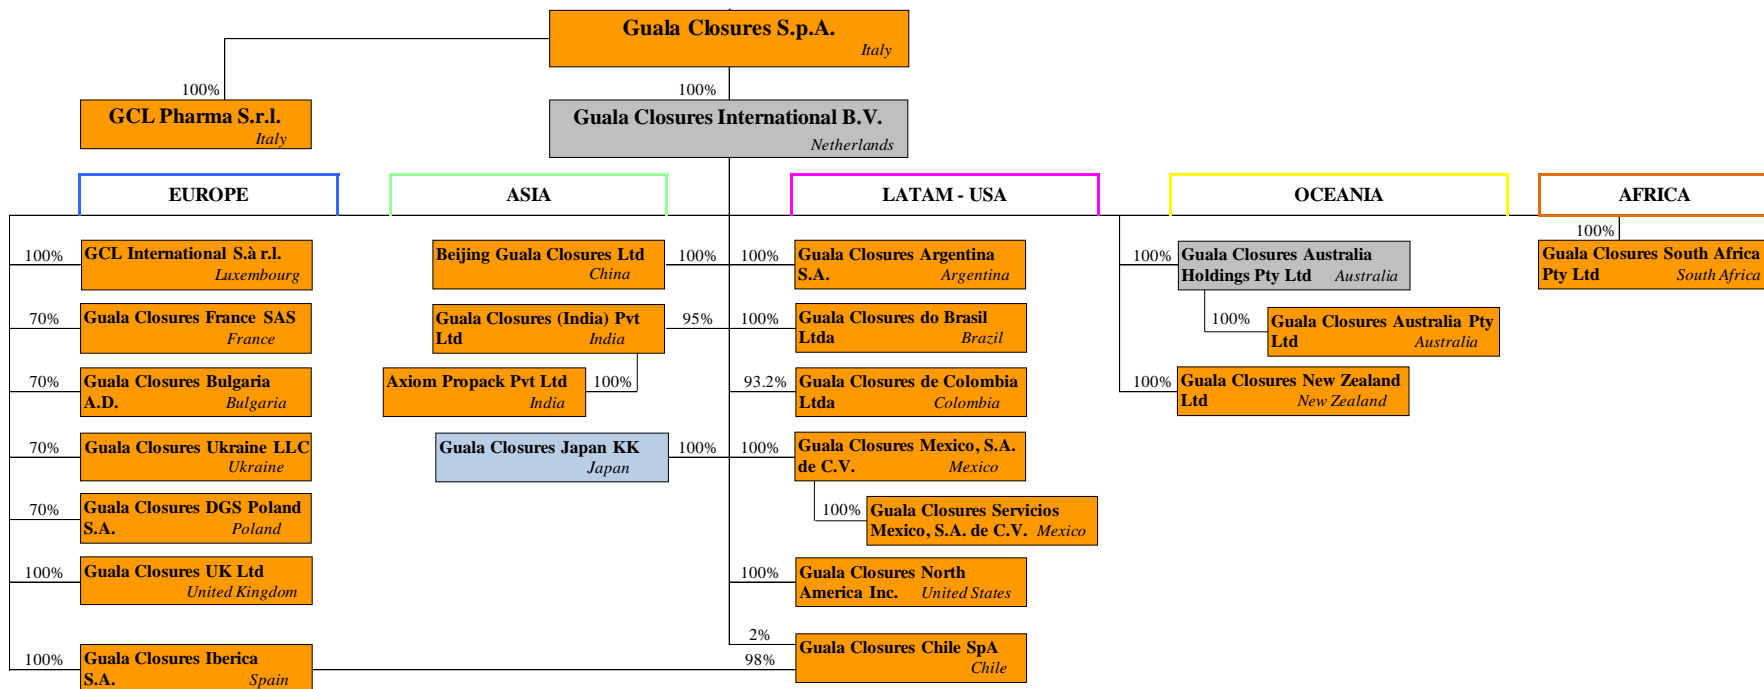 Guala Closures S.p.A.
Italy
100%
100%
GCL Pharma S.r.l.
Italy
Guala Closures International B.V.
Netherlands
EUROPE
ASIA
LATAM - USA
OCEANIA
AFRICA
100%
GCL International S.à r.l.
Luxembourg
70%
Guala Closures France SAS
France
70%
Guala Closures Bulgaria
A.D. Bulgaria
70%
Guala Closures Ukraine LLC
Ukraine
70%
Guala Closures DGS Poland
S.A. Poland
100%
Guala Closures UK Ltd
United Kingdom
100%
Guala Closures Iberica
S.A. Spain
Beijing Guala Closures Ltd
China
100%
Guala Closures (India) Pvt
Ltd India
95%
Axiom Propack Pvt Ltd
India
100%
Guala Closures Japan KK
Japan
100%
100%
Guala Closures Argentina
S.A. Argentina
100%
Guala Closures do Brasil
Ltda Brazil
93.2%
Guala Closures de Colombia
Ltda Colombia
100%
Guala Closures Mexico, S.A.
de C.V. Mexico
100%
Guala Closures Servicios
Mexico, S.A. de C.V. Mexico
100%
Guala Closures North
America Inc. United States
2%
98%
Guala Closures Chile SpA
Chile
100%
Guala Closures Australia
Holdings Pty Ltd Australia
100%
Guala Closures Australia Pty
Ltd Australia
100%
Guala Closures New Zealand
Ltd New Zealand
100%
Guala Closures South Africa
Pty Ltd South Africa